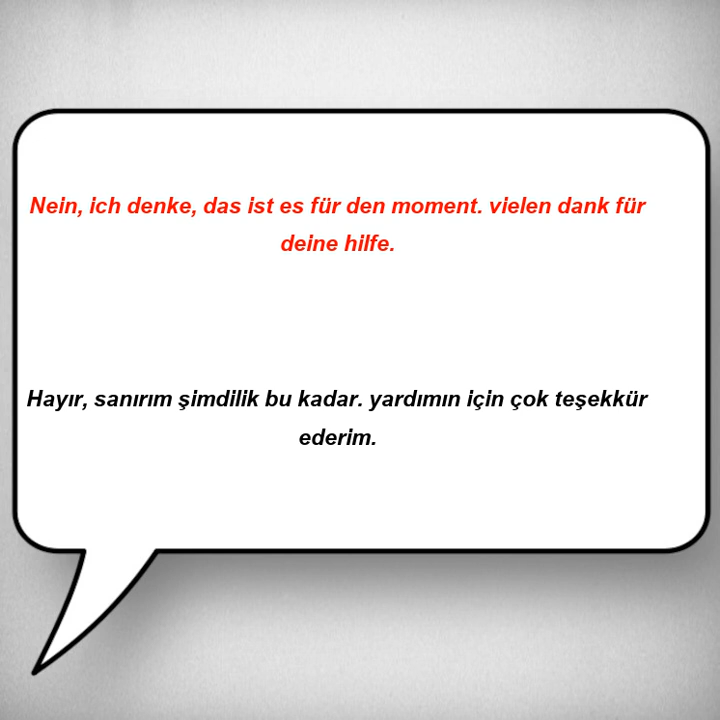 Nein, ich denke, das ist es für den moment. vielen dank für
deine hilfe.
Hayır, sanırım şimdilik bu kadar. yardımın için çok teşekkür
ederim.